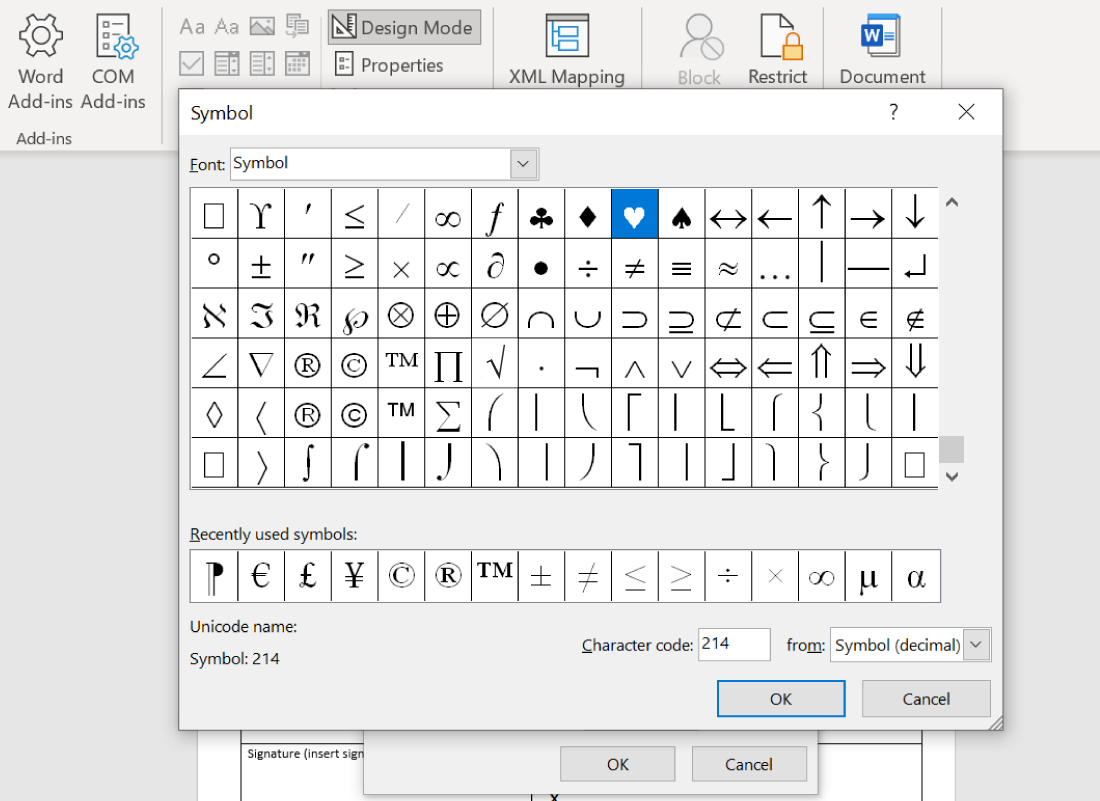 Aa Aa
Design Mode
Properties
Word
Add-ins
COM
Add-ins
XML Mapping
Block
Restrict
W
Document
Add-ins
Symbol
?
Font: Symbol
□ ϒ ′ ≤ ⁄ ∞ ƒ ♣ ♦ ♥ ♠ ↔ ← ↑ → ↓
° ± ″ ≥ × ∝ ∂ • ÷ ≠ ≡ ≈ … │ ─ ↵
ℵ ℑ ℜ ℘ ⊗ ⊕ ∅ ∩ ∪ ⊃ ⊇ ⊄ ⊂ ⊆ ∈ ∉
∠ ∇ ® © ™ ∏ √ ⋅ ¬ ∧ ∨ ⇔ ⇐ ⇑ ⇒ ⇓
◊ 〈 ® © ™ ∑ ⎛ ⎜ ⎝ ⎡ ⎢ ⎣ ⎧ ⎨ ⎩ ⎪
□ 〉 ∫ ⌠ ⎮ ⌡ ⎞ ⎟ ⎠ ⎤ ⎥ ⎦ ⎫ ⎬ ⎭ □
Recently used symbols:
⁋ € £ ¥ © ® ™ ± ≠ ≤ ≥ ÷ × ∞ µ α
Unicode name:
Symbol: 214
Character code: 214 from: Symbol (decimal)
OK Cancel
Signature (insert sign
OK Cancel
X